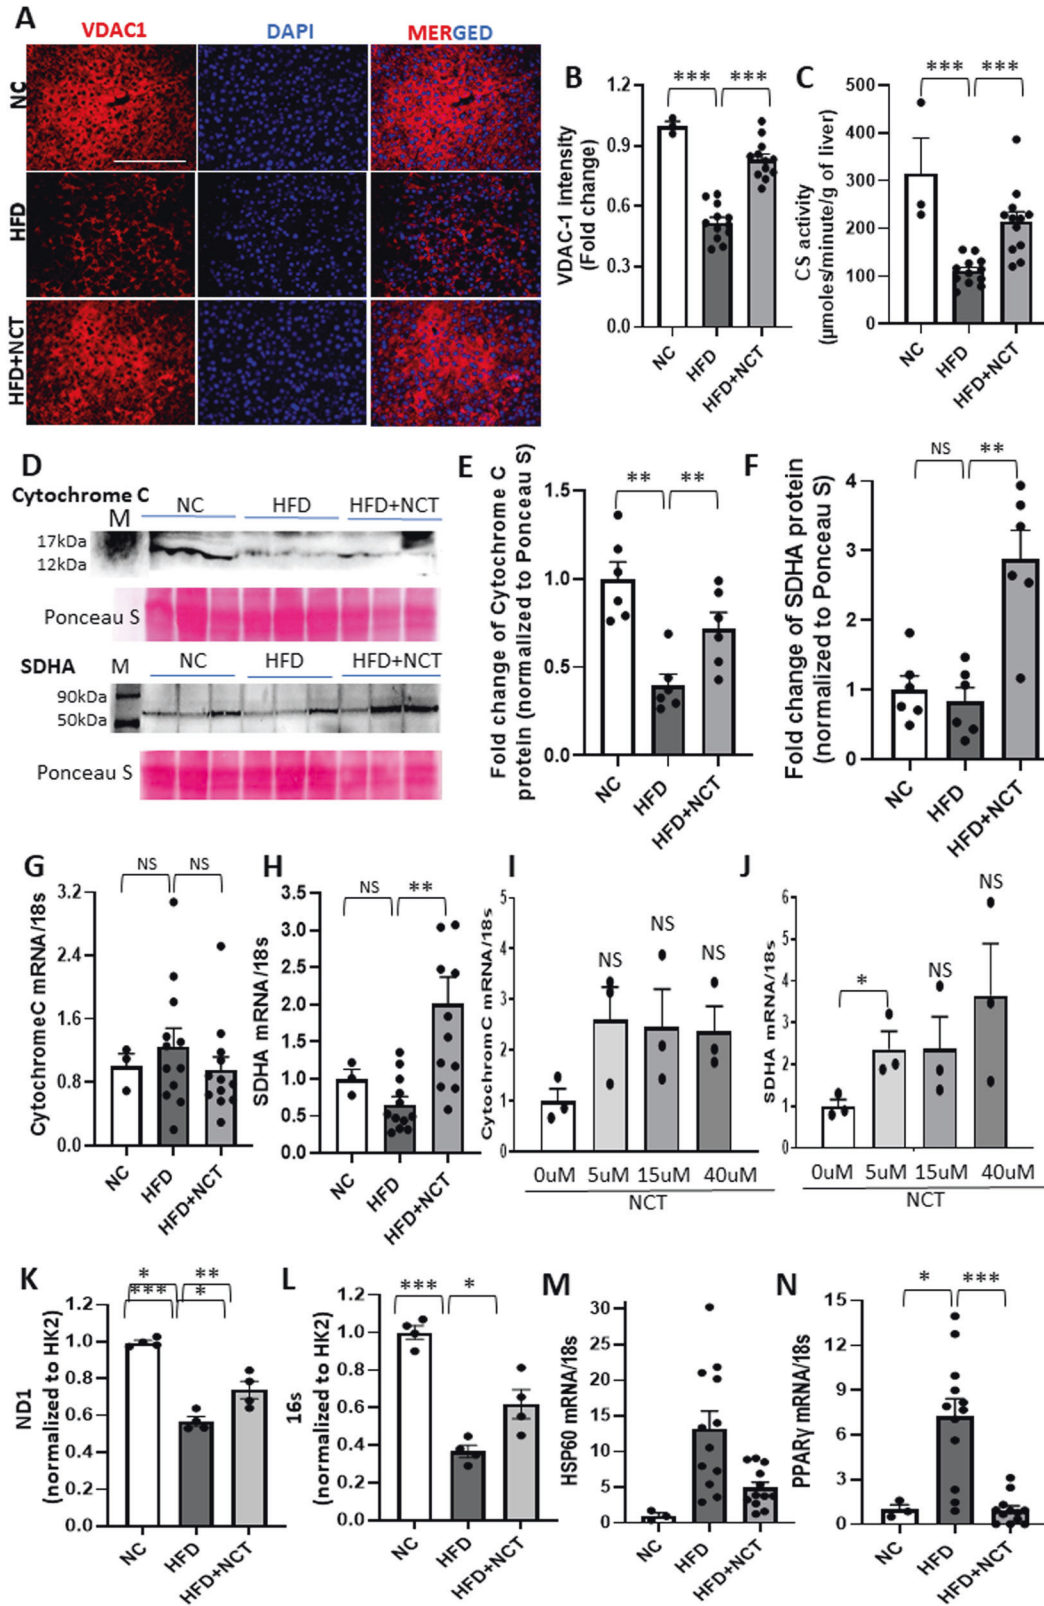 A
VDAC1
DAPI
MERGED
NC
HFD
HFD+NCT
B
VDAC-1 intensity
(Fold change)
1.2
0.9
0.6
0.3
0.0
***
***
NC
HFD
HFD+NCT
C
CS activity
(µmoles/minute/g of liver)
500
400
300
200
100
0
***
***
NC
HFD
HFD+NCT
D
Cytochrome C
M
NC
HFD
HFD+NCT
17kDa
12kDa
Ponceau S
SDHA
M
NC
HFD
HFD+NCT
90kDa
50kDa
Ponceau S
E
Fold change of Cytochrome C
protein (normalized to Ponceau S)
1.5
1.0
0.5
0.0
**
**
NC
HFD
HFD+NCT
F
Fold change of SDHA protein
(normalized to Ponceau S)
4
3
2
1
0
NS
**
NC
HFD
HFD+NCT
G
CytochromeC mRNA/18s
3.2
2.4
1.6
0.8
0.0
NS
NS
NC
HFD
HFD+NCT
H
SDHA mRNA/18s
3.5

3.0
2.5
2.0
1.5
1.0
0.5
0.0
NS
**
NC
HFD
HFD+NCT
I
CytochromC mRNA/18s
5
4
3
2
1
0
NS
NS
NS
0uM 5uM 15uM 40uM
NCT
J
SDHA mRNA/18s
6
5
4
3
2
1
0
*
NS
NS
0uM 5uM 15uM 40uM
NCT
K
ND1
(normalized to HK2)
1.2
1.0
0.8
0.6
0.4
0.2
0.0
* **
*** *
NC
HFD
HFD+NCT
L
16s
(normalized to HK2)
1.2
1.0
0.8
0.6
0.4
0.2
0.0
***
*
NC
HFD
HFD+NCT
M
HSP60 mRNA/18s
30
25
20
15
10
5
0
NC
HFD
HFD+NCT
N
PPARγ mRNA/18s
15
12
9
6
3
0
*
***
NC
HFD
HFD+NCT